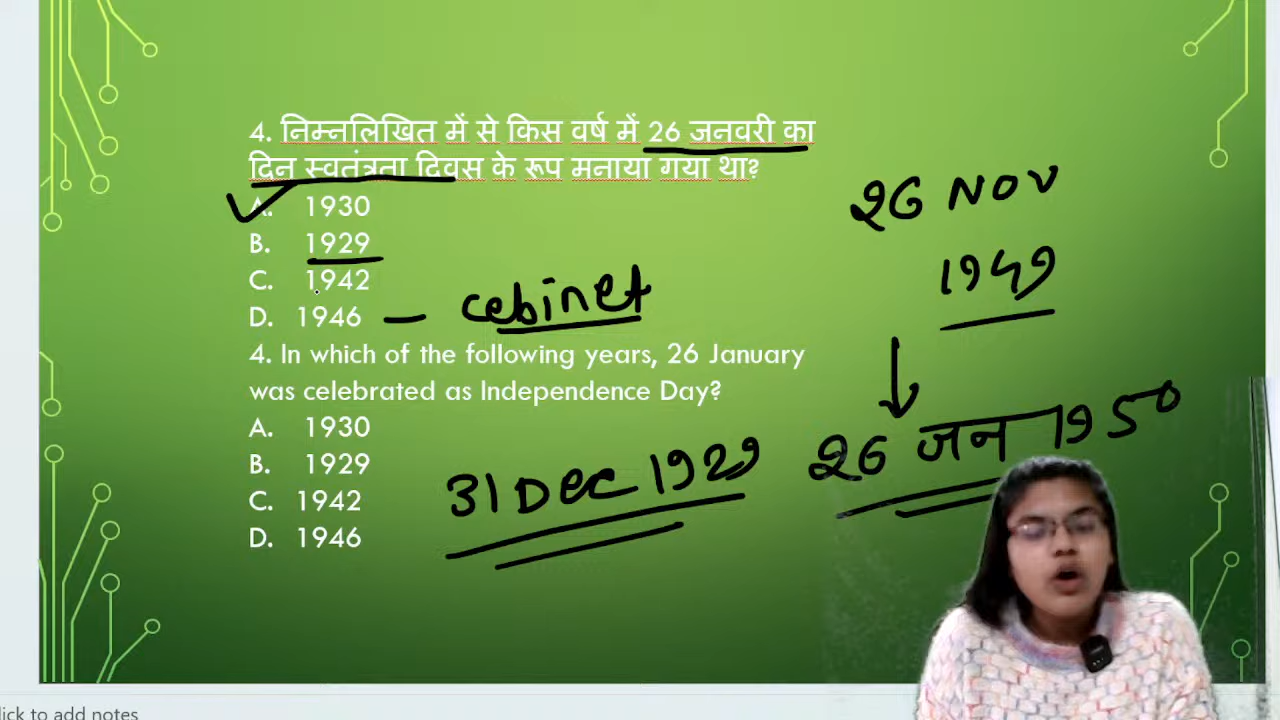 4. निम्नलिखित में से किस वर्ष में 26 जनवरी का
दिन स्वतंत्रता दिवस के रूप मनाया गया था?
A. 1930
B. 1929
C. 1942
D. 1946 – cebinet
4. In which of the following years, 26 January
was celebrated as Independence Day?
A. 1930
B. 1929
C. 1942
D. 1946
31 Dec 1929
26 NOV
1949
26 जन 1950
lick to add notes